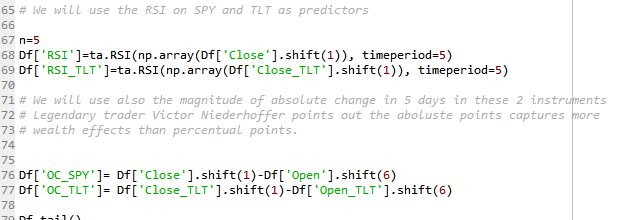 65 # We will use the RSI on SPY and TLT as predictors
66
67 n=5
68 Df['RSI']=ta.RSI(np.array(Df['Close'].shift(1)), timeperiod=5)
69 Df['RSI_TLT']=ta.RSI(np.array(Df['Close_TLT'].shift(1)), timeperiod=5)
70
71 # We will use also the magnitude of absolute change in 5 days in these 2 instruments
72 # Legendary trader Victor Niederhoffer points out the aboluste points captures more
73 # wealth effects than percentual points.
74
75
76 Df['OC_SPY']= Df['Close'].shift(1)-Df['Open'].shift(6)
77 Df['OC_TLT']= Df['Close_TLT'].shift(1)-Df['Open_TLT'].shift(6)
78
79 Df.tail()